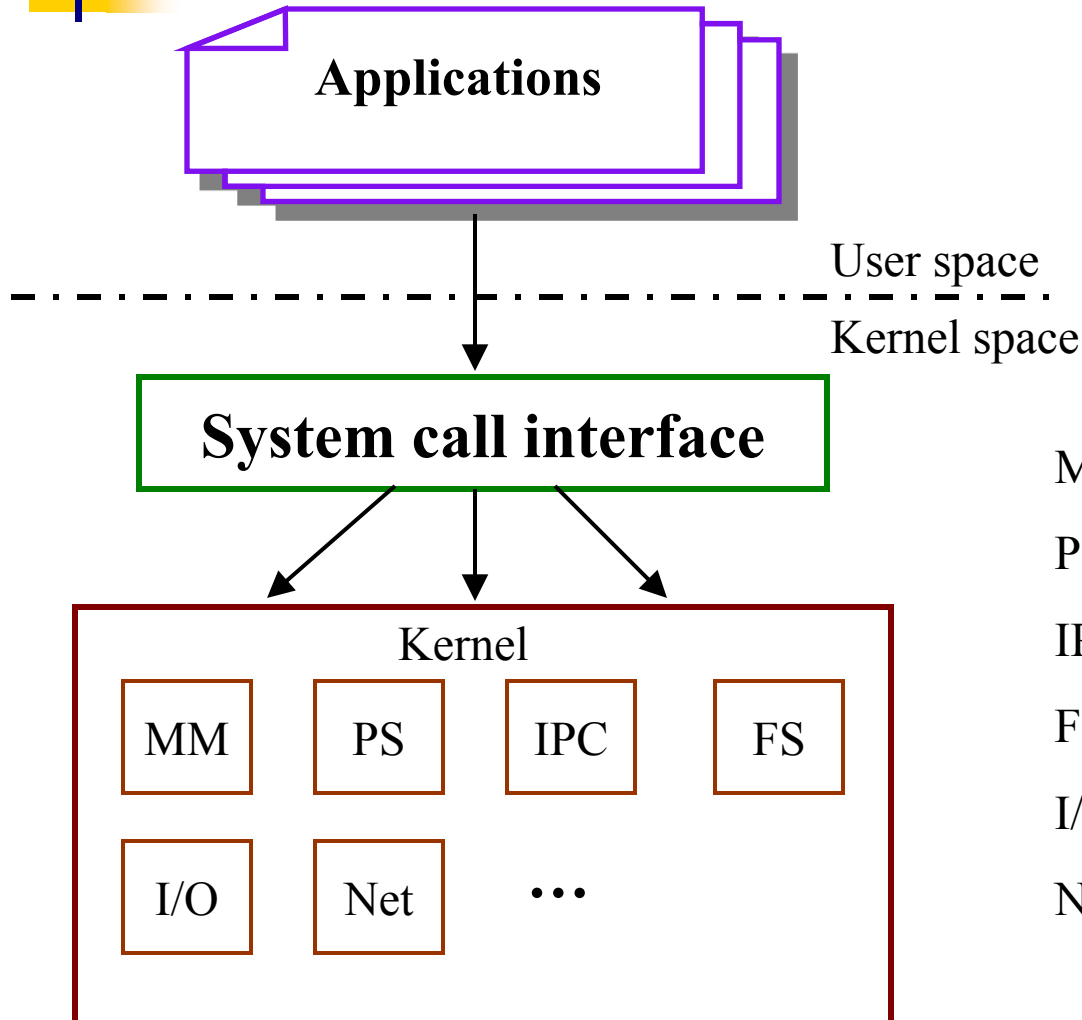 Applications
User space
Kernel space
System call interface
Kernel
MM PS IPC FS
I/O Net ...